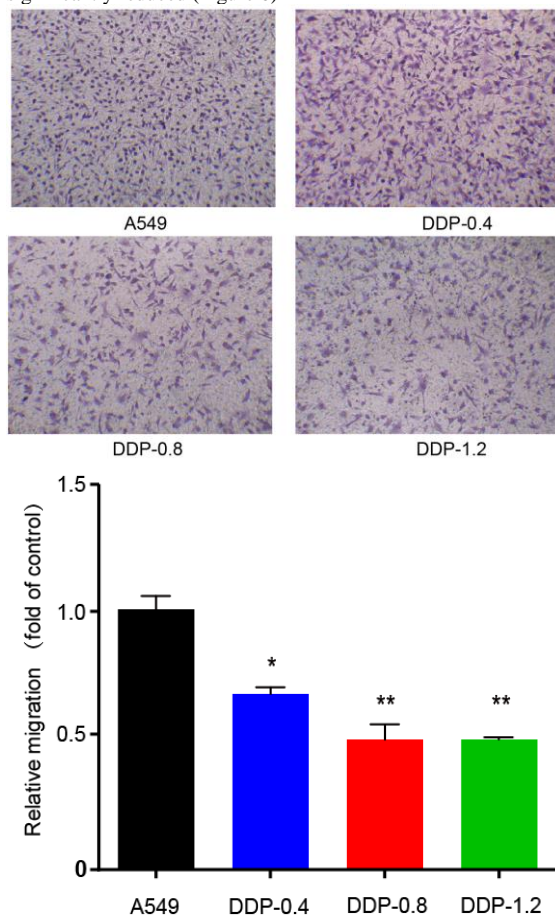 A549
DDP-0.4
DDP-0.8
DDP-1.2
Relative migration (fold of control)
1.5
1.0
0.5
0
*
**
**
A549
DDP-0.4
DDP-0.8
DDP-1.2